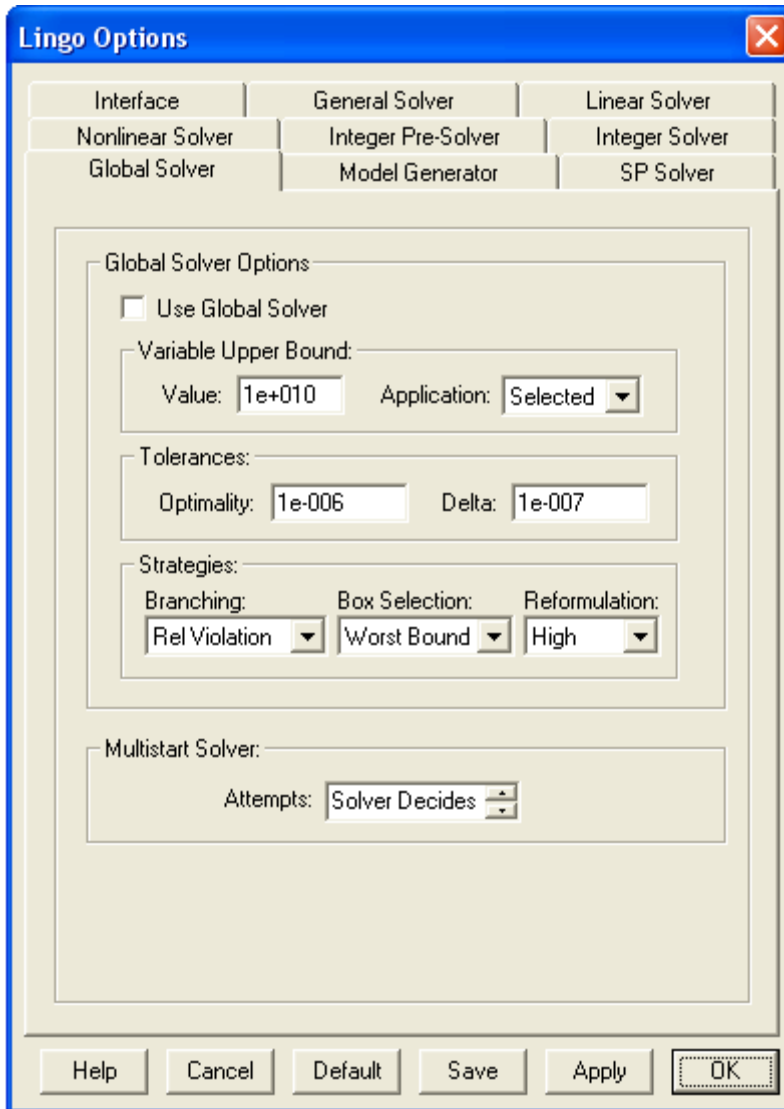 Lingo Options
Interface General Solver Linear Solver
Nonlinear Solver Integer Pre-Solver Integer Solver
Global Solver Model Generator SP Solver
Global Solver Options
Use Global Solver
Variable Upper Bound:
Value: 1e+010 Application: Selected
Tolerances:
Optimality: 1e-006 Delta: 1e-007
Strategies:
Branching: Box Selection: Reformulation:
Rel Violation Worst Bound High
Multistart Solver:
Attempts: Solver Decides
Help Cancel Default Save Apply OK